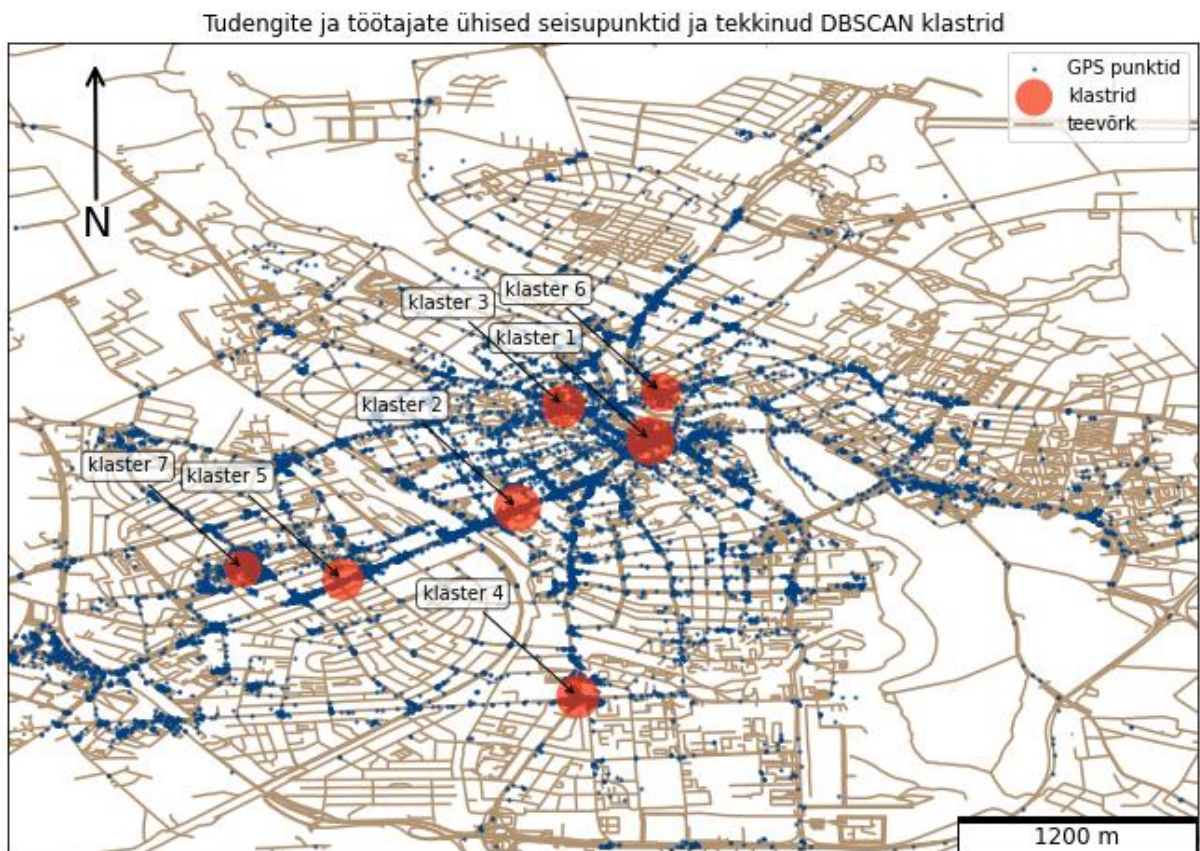 Tudengite ja töötajate ühised seisupunktid ja tekkinud DBSCAN klastrid
GPS punktid
klastrid
teevõrk
N
klaster 6
klaster 3
klaster 1
klaster 2
klaster 7
klaster 5
klaster 4
1200 m